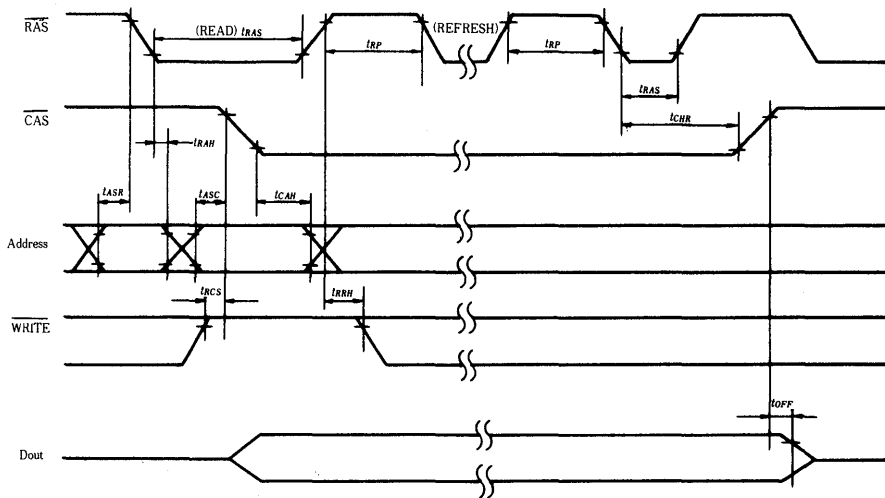 RAS
(READ) tRAS
(REFRESH)
tRP
tRP
tRAS
CAS
tCHR
tRAH
tASR
tASC
tCAH
Address
tRCS
tRRH
WRITE
tOFF
Dout